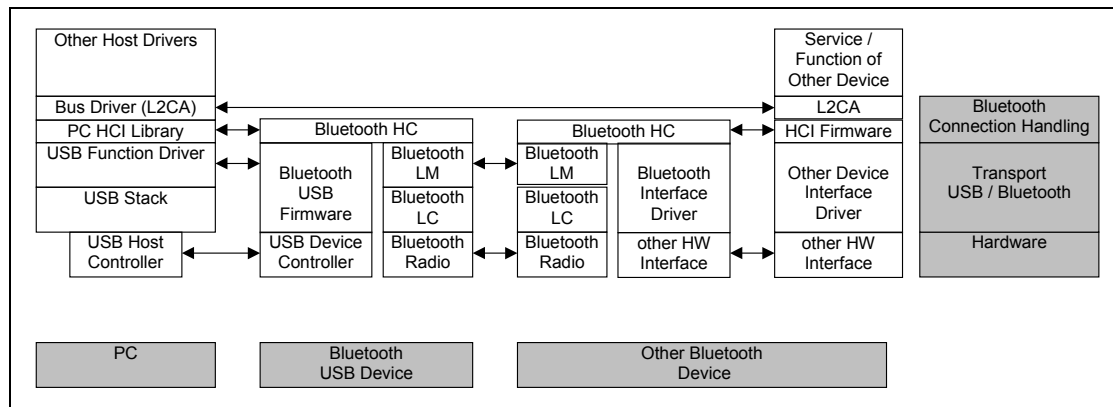 Other Host Drivers
Bus Driver (L2CA)
PC HCI Library
USB Function Driver
USB Stack
USB Host
Controller
Bluetooth HC
Bluetooth
USB
Firmware
USB Device
Controller
Bluetooth
LM
Bluetooth
LC
Bluetooth
Radio
Bluetooth HC
Bluetooth
LM
Bluetooth
LC
Bluetooth
Radio
Bluetooth
Interface
Driver
other HW
Interface
Service /
Function of
Other Device
L2CA
HCI Firmware
Other Device
Interface
Driver
other HW
Interface
Bluetooth
Connection Handling
Transport
USB / Bluetooth
Hardware
PC
Bluetooth
USB Device
Other Bluetooth
Device